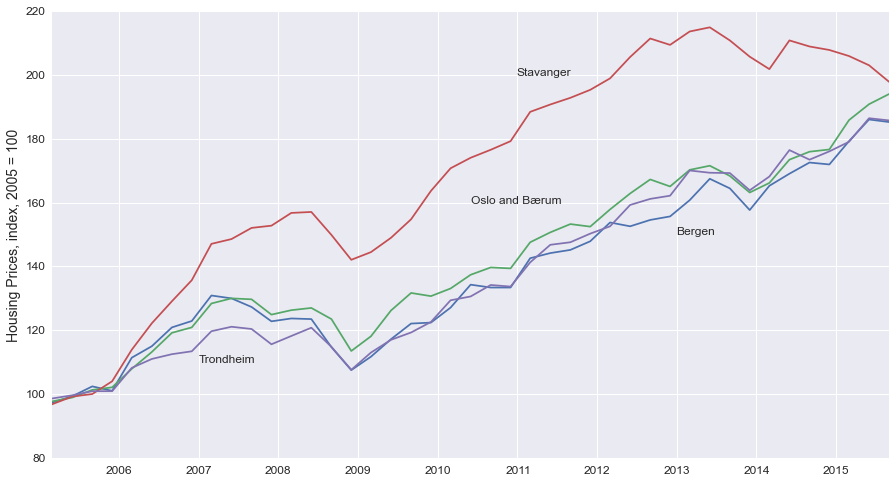 220
200
180
160
140
120
100
80
Housing Prices, index, 2005 = 100
Stavanger
Oslo and Bærum
Bergen
Trondheim
2006 2007 2008 2009 2010 2011 2012 2013 2014 2015